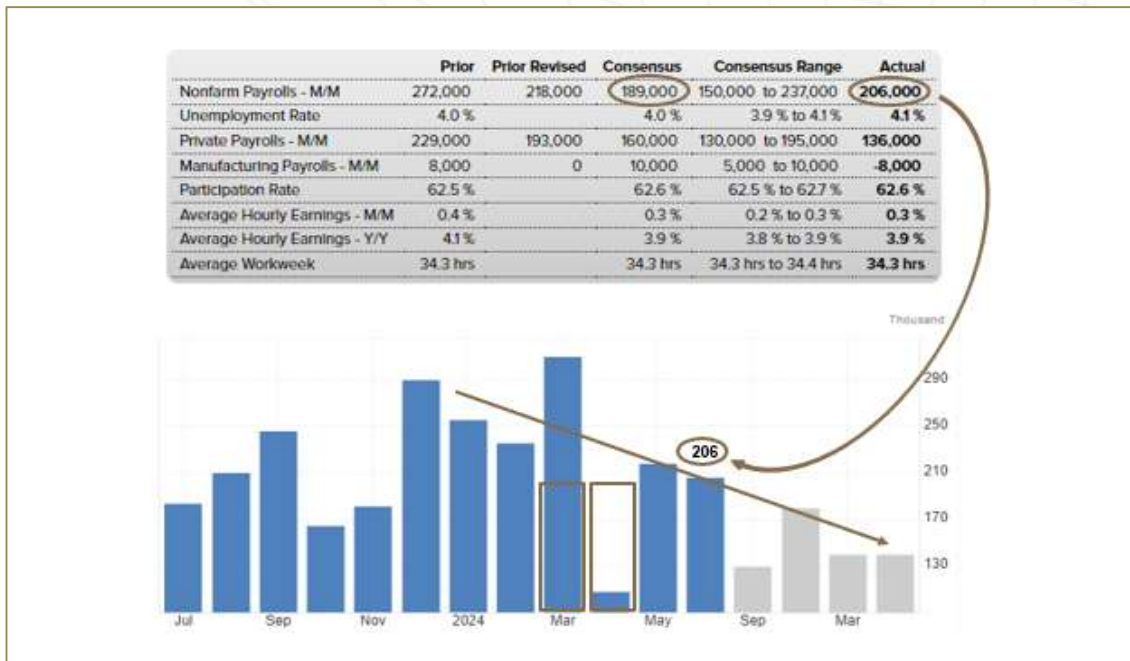 Prior Prior Revised Consensus Consensus Range Actual
Nonfarm Payrolls - M/M 272,000 218,000 189,000 150,000 to 237,000 206,000
Unemployment Rate 4.0 % 4.0 % 3.9 % to 4.1 % 4.1 %
Private Payrolls - M/M 229,000 193,000 160,000 130,000 to 195,000 136,000
Manufacturing Payrolls - M/M 8,000 0 10,000 5,000 to 10,000 -8,000
Participation Rate 62.5 % 62.6 % 62.5 % to 62.7 % 62.6 %
Average Hourly Earnings - M/M 0.4 % 0.3 % 0.2 % to 0.3 % 0.3 %
Average Hourly Earnings - Y/Y 4.1 % 3.9 % 3.8 % to 3.9 % 3.9 %
Average Workweek 34.3 hrs 34.3 hrs 34.3 hrs to 34.4 hrs 34.3 hrs
Thousand
290
250
206
210
170
130
Jul Sep Nov 2024 Mar May Sep Mar